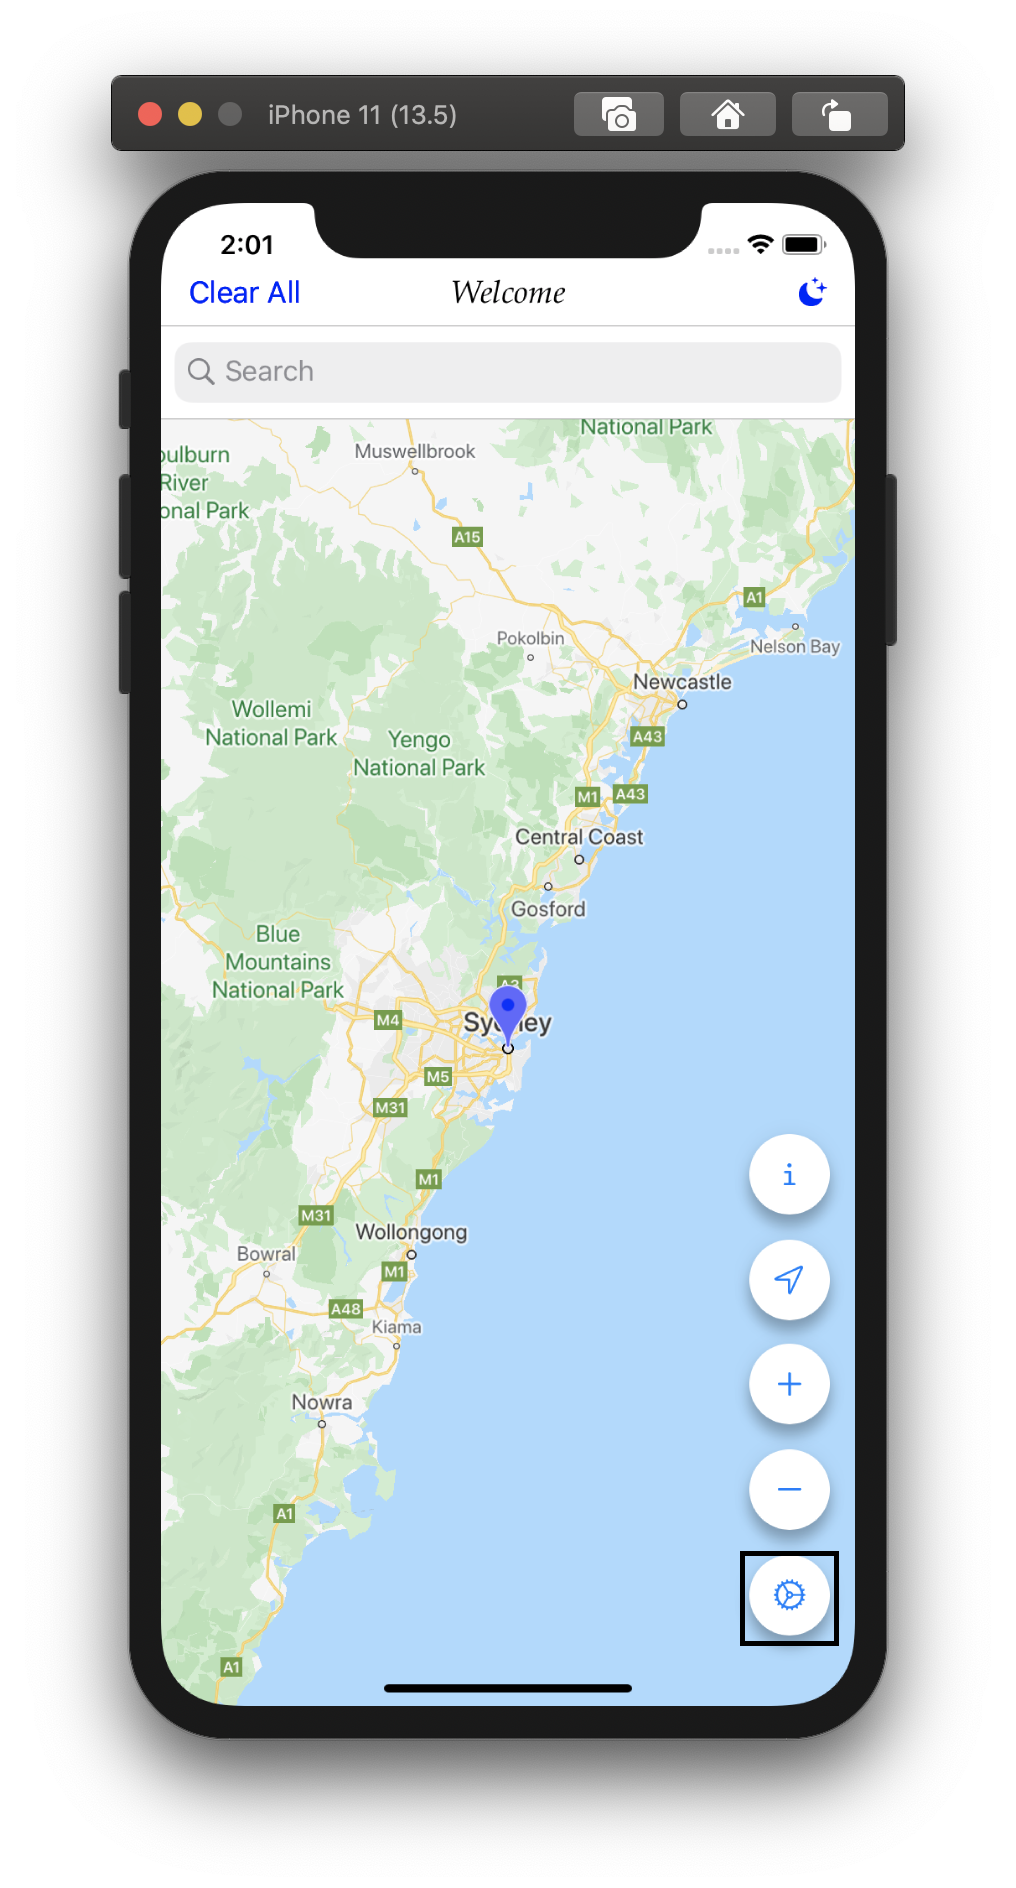 iPhone 11 (13.5)
2:01
Clear All
Welcome
Search
National Park
oulburn
River
onal Park
Muswellbrook
A15
A1
Pokolbin
Nelson Bay
Newcastle
Wollemi
National Park
Yengo
National Park
A43
M1
A43
Central Coast
Gosford
Blue
Mountains
National Park
M4
Sydney
M5
M31
i
M1
M31
Wollongong
Bowral
M1
A48
Kiama
Nowra
A1
A1